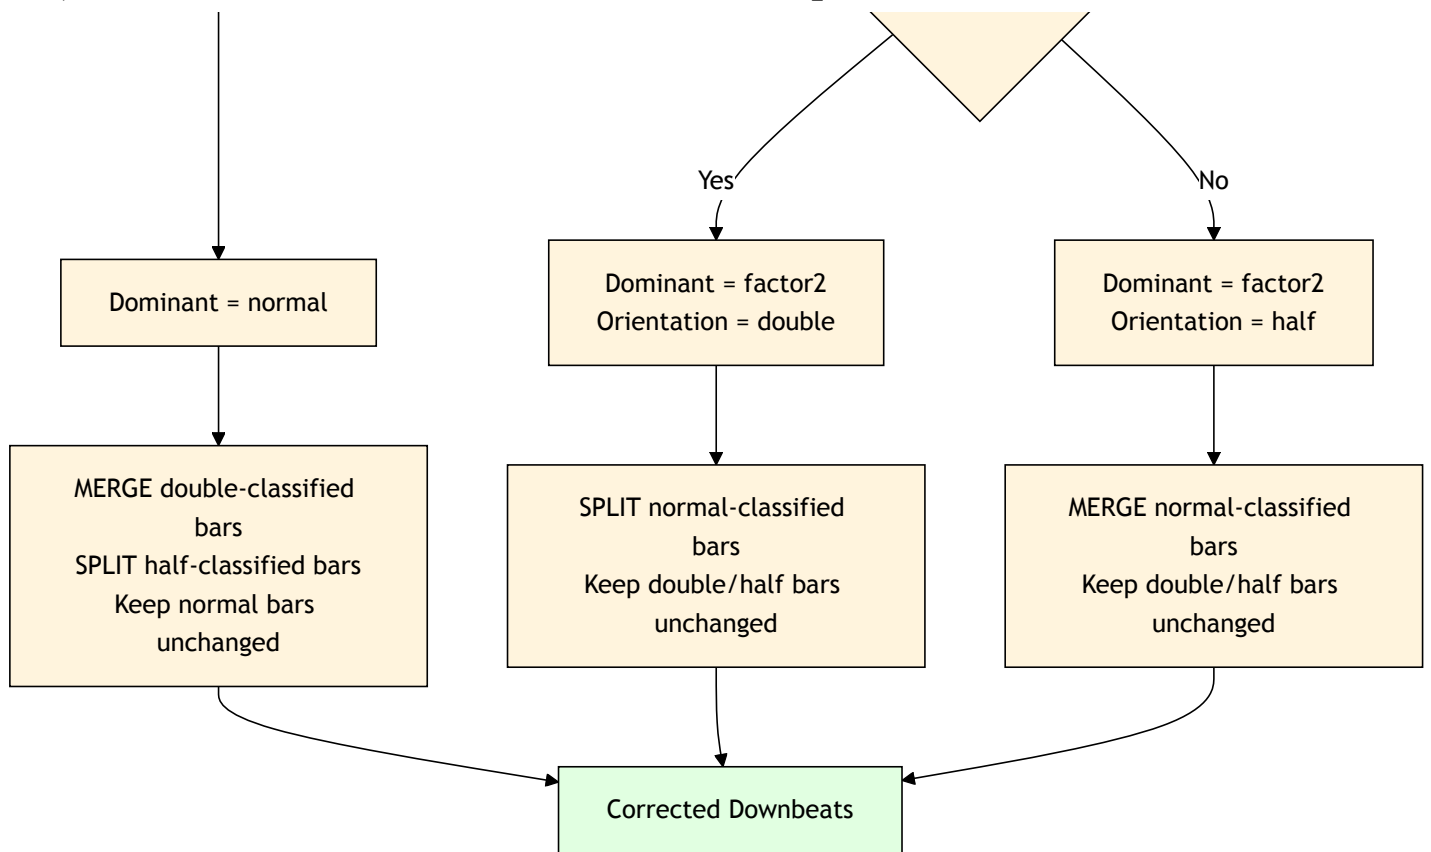 Yes
No
Dominant = normal
Dominant = factor2
Orientation = double
Dominant = factor2
Orientation = half
MERGE double-classified
bars
SPLIT half-classified bars
Keep normal bars
unchanged
SPLIT normal-classified
bars
Keep double/half bars
unchanged
MERGE normal-classified
bars
Keep double/half bars
unchanged
Corrected Downbeats